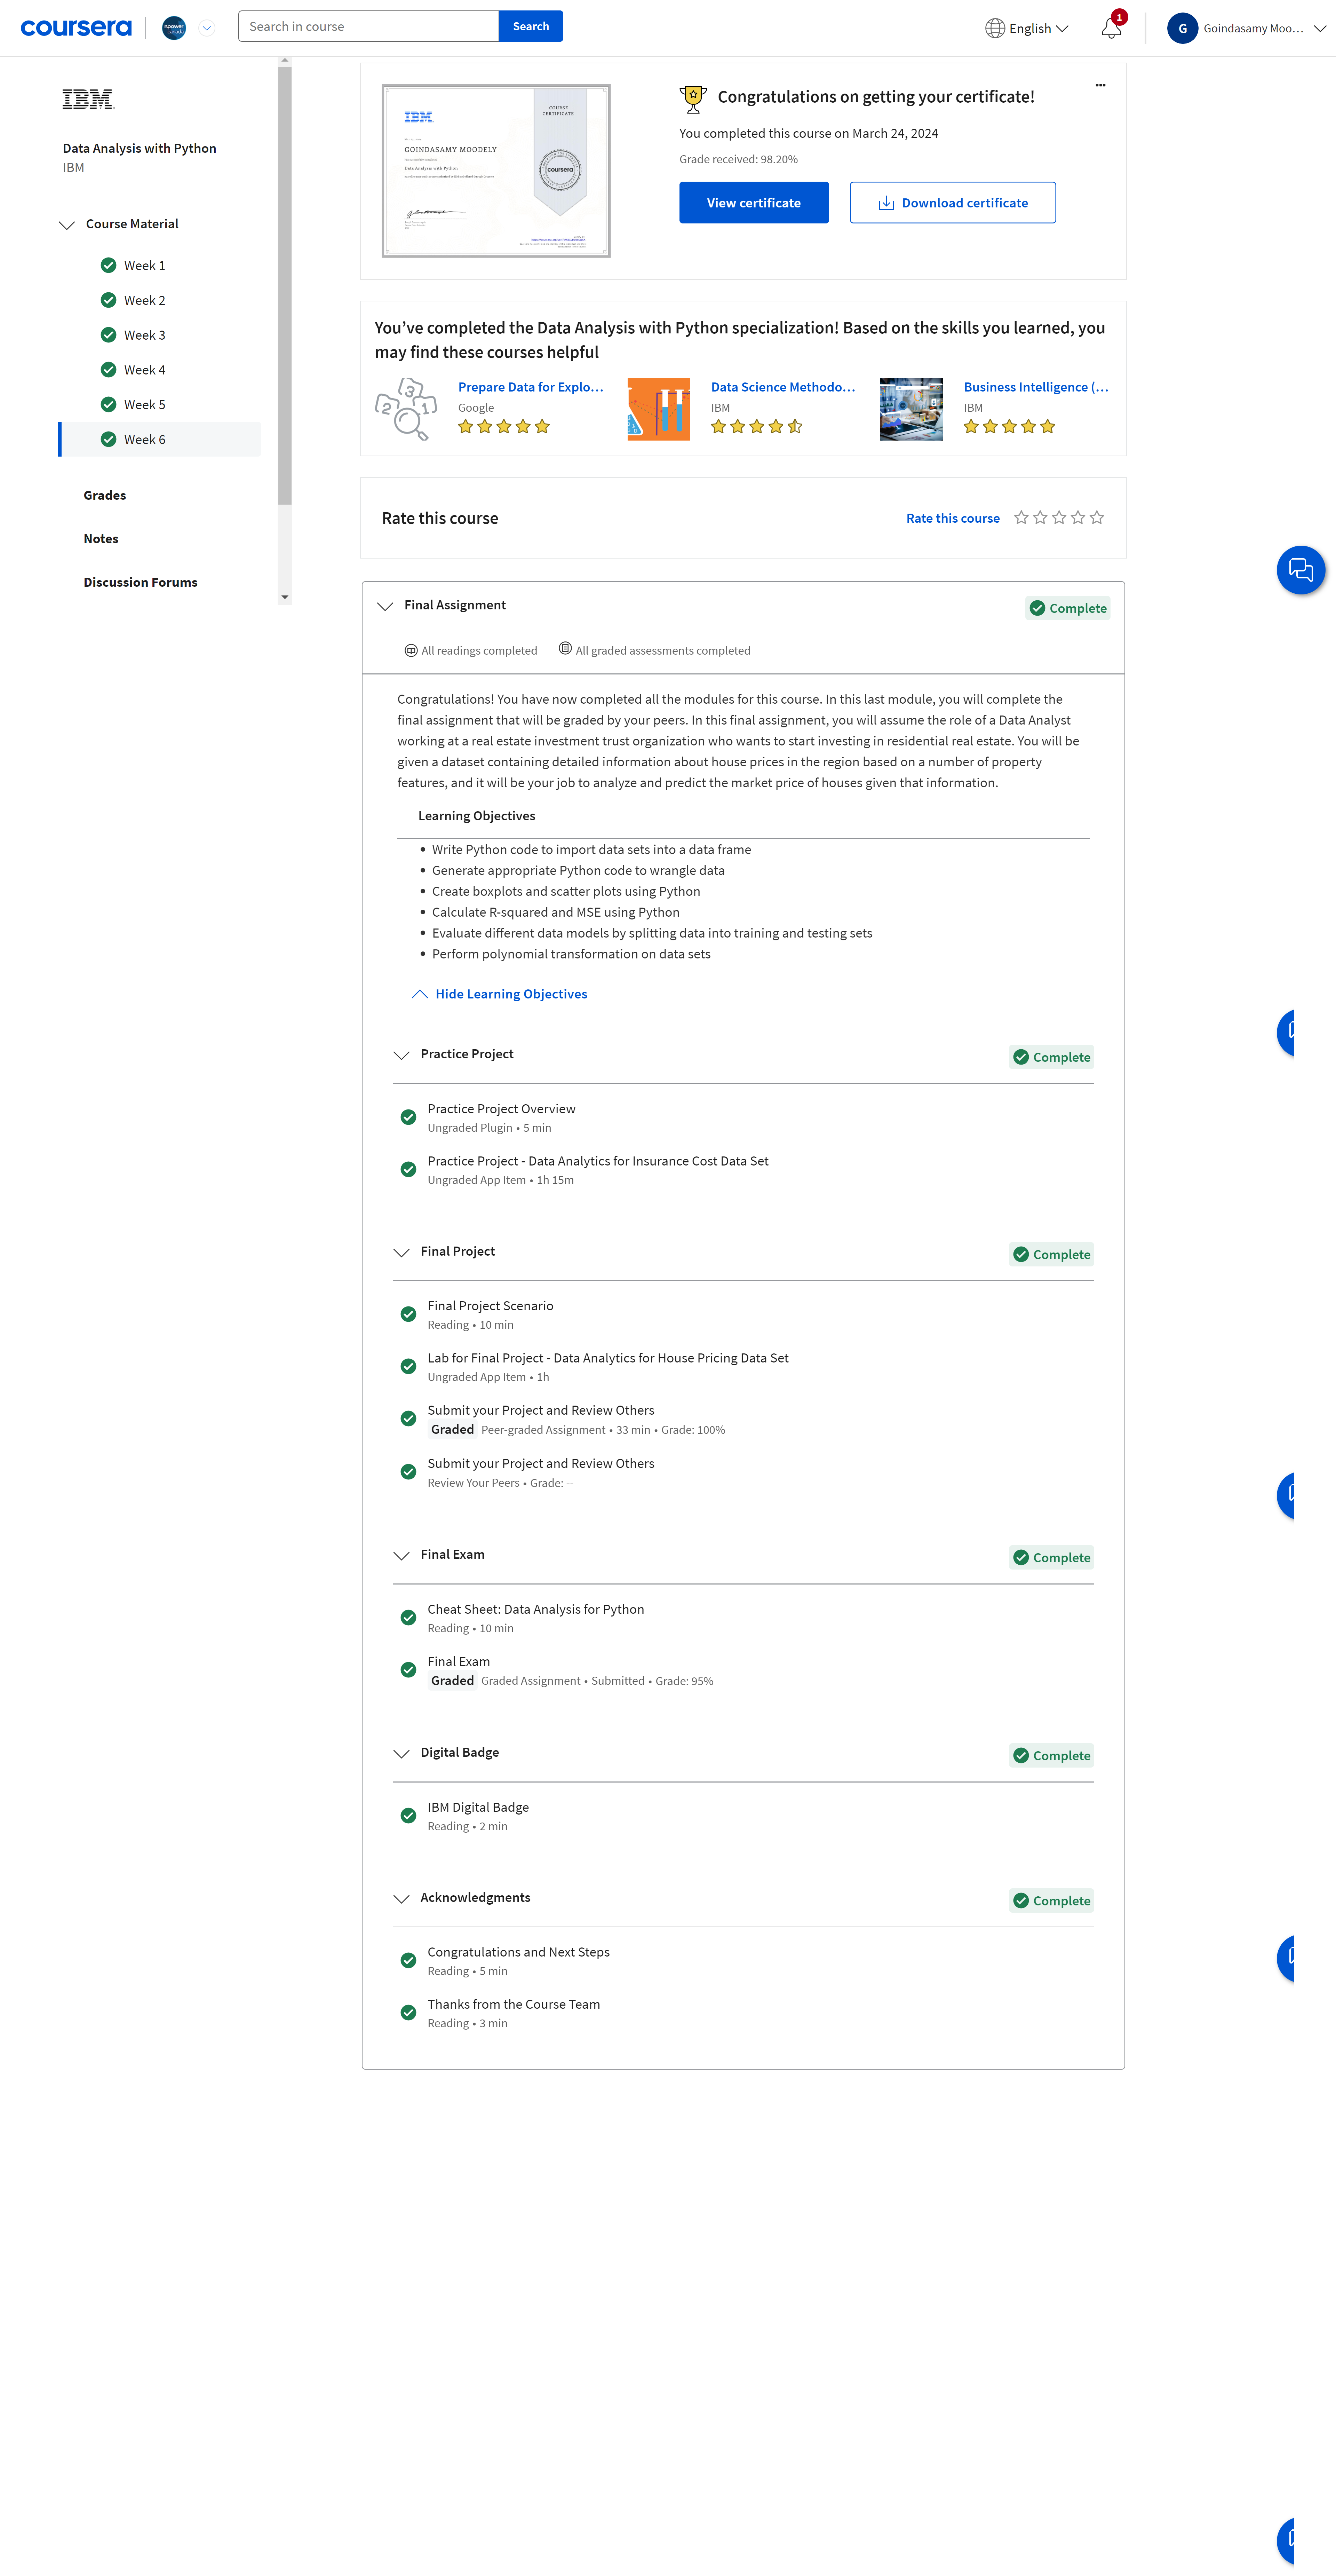 coursera
npower
canada
Search in course
Search
English
1
G
Goindasamy Moo...
IBM
Data Analysis with Python
IBM
Course Material
Week 1
Week 2
Week 3
Week 4
Week 5
Week 6
Grades
Notes
Discussion Forums
IBM
COURSE
CERTIFICATE
GOINDASAMY MOODELY
Data Analysis with Python
coursera
Congratulations on getting your certificate!
You completed this course on March 24, 2024
Grade received: 98.20%
View certificate
Download certificate
You’ve completed the Data Analysis with Python specialization! Based on the skills you learned, you
may find these courses helpful
3
2
1
Prepare Data for Explo...
Google
Data Science Methodo...
IBM
Business Intelligence (...
IBM
Rate this course
Rate this course
Final Assignment
Complete
All readings completed
All graded assessments completed
Congratulations! You have now completed all the modules for this course. In this last module, you will complete the
final assignment that will be graded by your peers. In this final assignment, you will assume the role of a Data Analyst
working at a real estate investment trust organization who wants to start investing in residential real estate. You will be
given a dataset containing detailed information about house prices in the region based on a number of property
features, and it will be your job to analyze and predict the market price of houses given that information.
Learning Objectives
• Write Python code to import data sets into a data frame
• Generate appropriate Python code to wrangle data
• Create boxplots and scatter plots using Python
• Calculate R-squared and MSE using Python
• Evaluate different data models by splitting data into training and testing sets
• Perform polynomial transformation on data sets
Hide Learning Objectives
Practice Project
Complete
Practice Project Overview
Ungraded Plugin • 5 min
Practice Project - Data Analytics for Insurance Cost Data Set
Ungraded App Item • 1h 15m
Final Project
Complete
Final Project Scenario
Reading • 10 min
Lab for Final Project - Data Analytics for House Pricing Data Set
Ungraded App Item • 1h
Submit your Project and Review Others
Graded Peer-graded Assignment • 33 min • Grade: 100%
Submit your Project and Review Others
Review Your Peers • Grade: --
Final Exam
Complete
Cheat Sheet: Data Analysis for Python
Reading • 10 min
Final Exam
Graded Graded Assignment • Submitted • Grade: 95%
Digital Badge
Complete
IBM Digital Badge
Reading • 2 min
Acknowledgments
Complete
Congratulations and Next Steps
Reading • 5 min
Thanks from the Course Team
Reading • 3 min